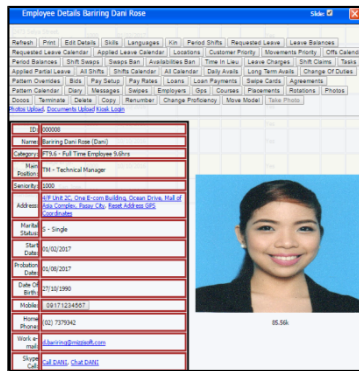 Employee Details Bariring Dani Rose
Slide:
Refresh Print Edit Details Skills Languages Kin Period Shifts Requested Leave Leave Balances
Requested Leave Calendar Applied Leave Calendar Locations Customer Priority Movements Priority Offs Calendar
Period Balances Shift Swaps Swaps Ban Availabilities Ban Time In Lieu Leave Charges Shift Claims Tasks
Applied Partial Leave All Shifts Shifts Calendar All Calendar Daily Avails Long Term Avails Change Of Duties
Pattern Overrides Bids Pay Setup Pay Rates Loans Loan Payments Swipe Cards Agreements
Pattern Calendar Diary Messages Swipes Employers Gps Courses Placements Rotations Photos
Docos Terminate Delete Copy Renumber Change Proficiency Move Model Take Photo
Photos Upload, Documents Upload Kiosk Login
ID: 000000
Name: Bariring Dani Rose (Dani)
Category: FT9.6 - Full Time Employee 9.6hrs
Main Position: TM - Technical Manager
Seniority: 1000
Address: 4/F Unit 2C, One E-com Building, Ocean Drive, Mall of
Asia Complex, Pasay City, Reset Address GPS
Coordinates
Marital Status: S - Single
Start Date: 01/02/2017
Probation Date: 01/08/2017
Date Of Birth: 27/10/1990
Mobile: 09171234567
Home Phone: (02) 7379342
Work e-mail: d.bariring@mizzisoft.com
Skype Call: Call DANI, Chat DANI
85.56k